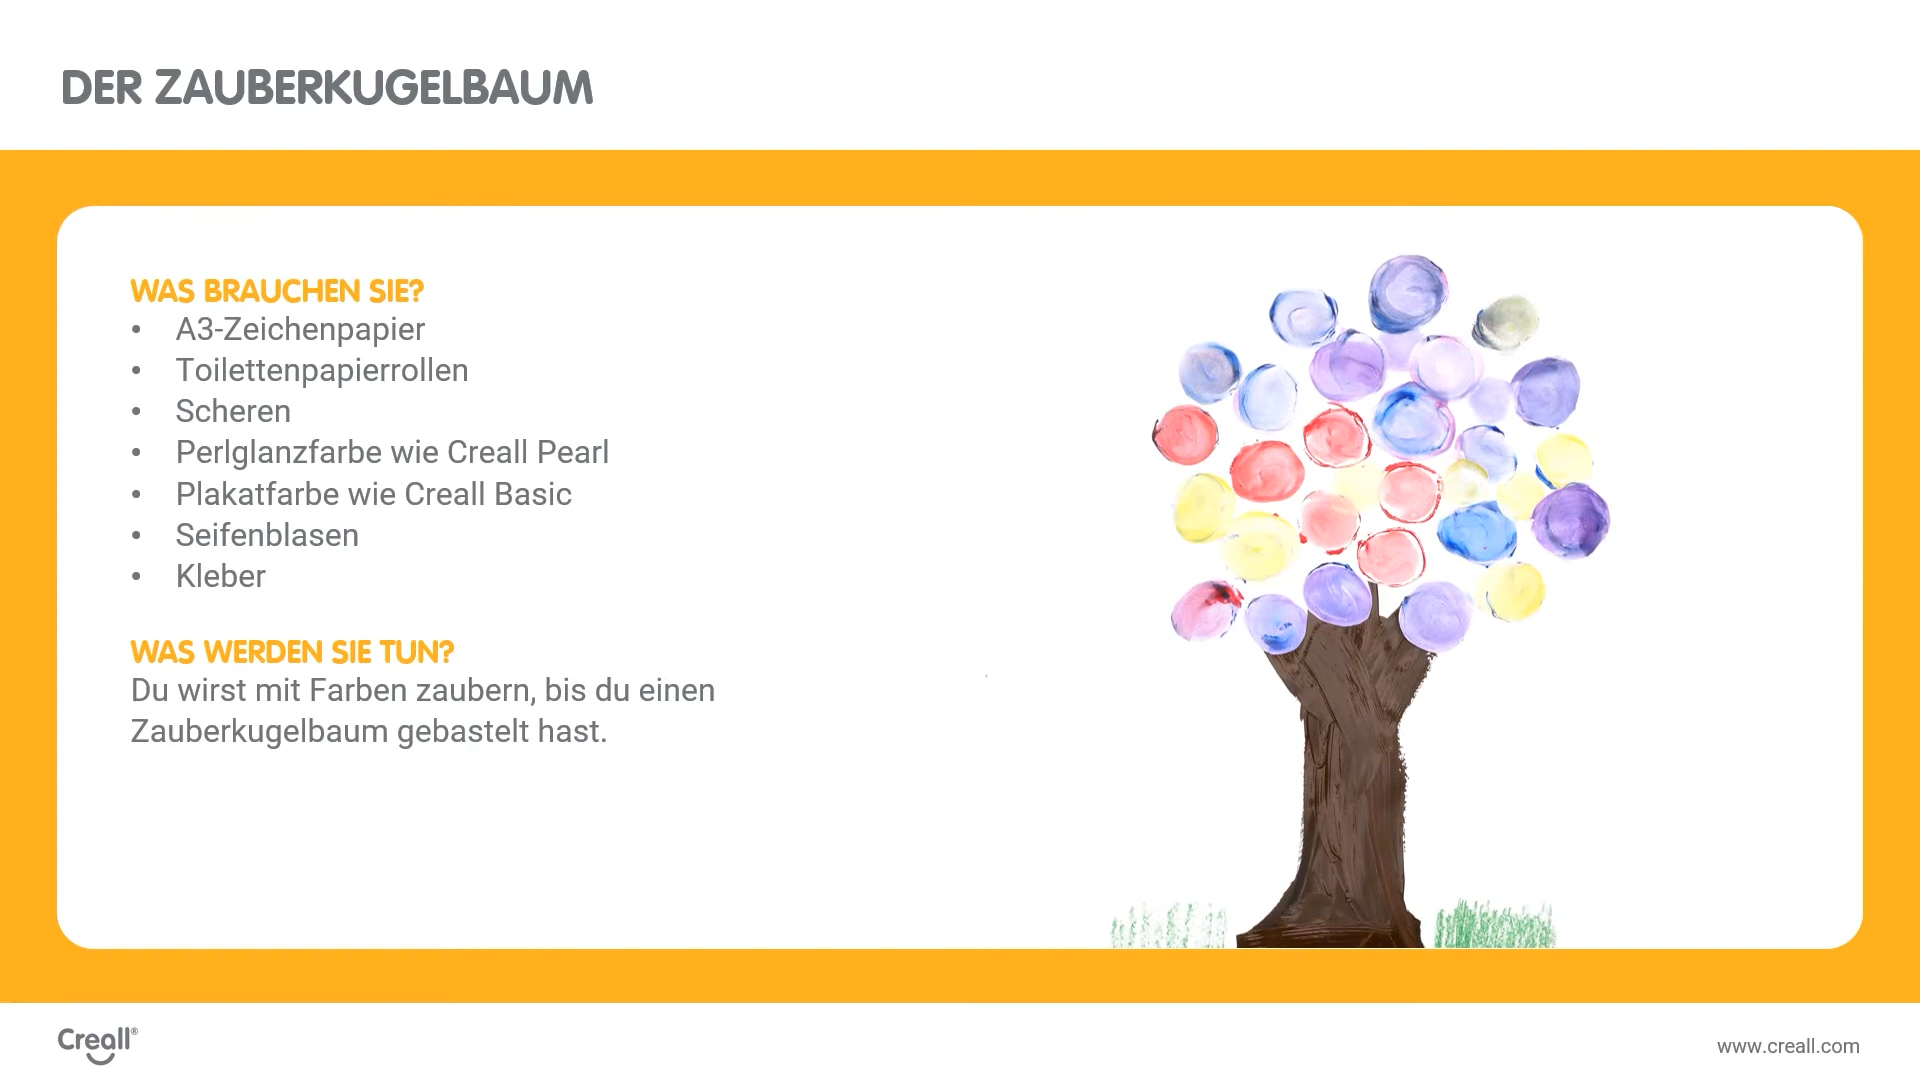 DER ZAUBERKUGELBAUM
WAS BRAUCHEN SIE?
• A3-Zeichenpapier
• Toilettenpapierrollen
• Scheren
• Perlglanzfarbe wie Creall Pearl
• Plakatfarbe wie Creall Basic
• Seifenblasen
• Kleber
WAS WERDEN SIE TUN?
Du wirst mit Farben zaubern, bis du einen
Zauberkugelbaum gebastelt hast.
Creall®
www.creall.com